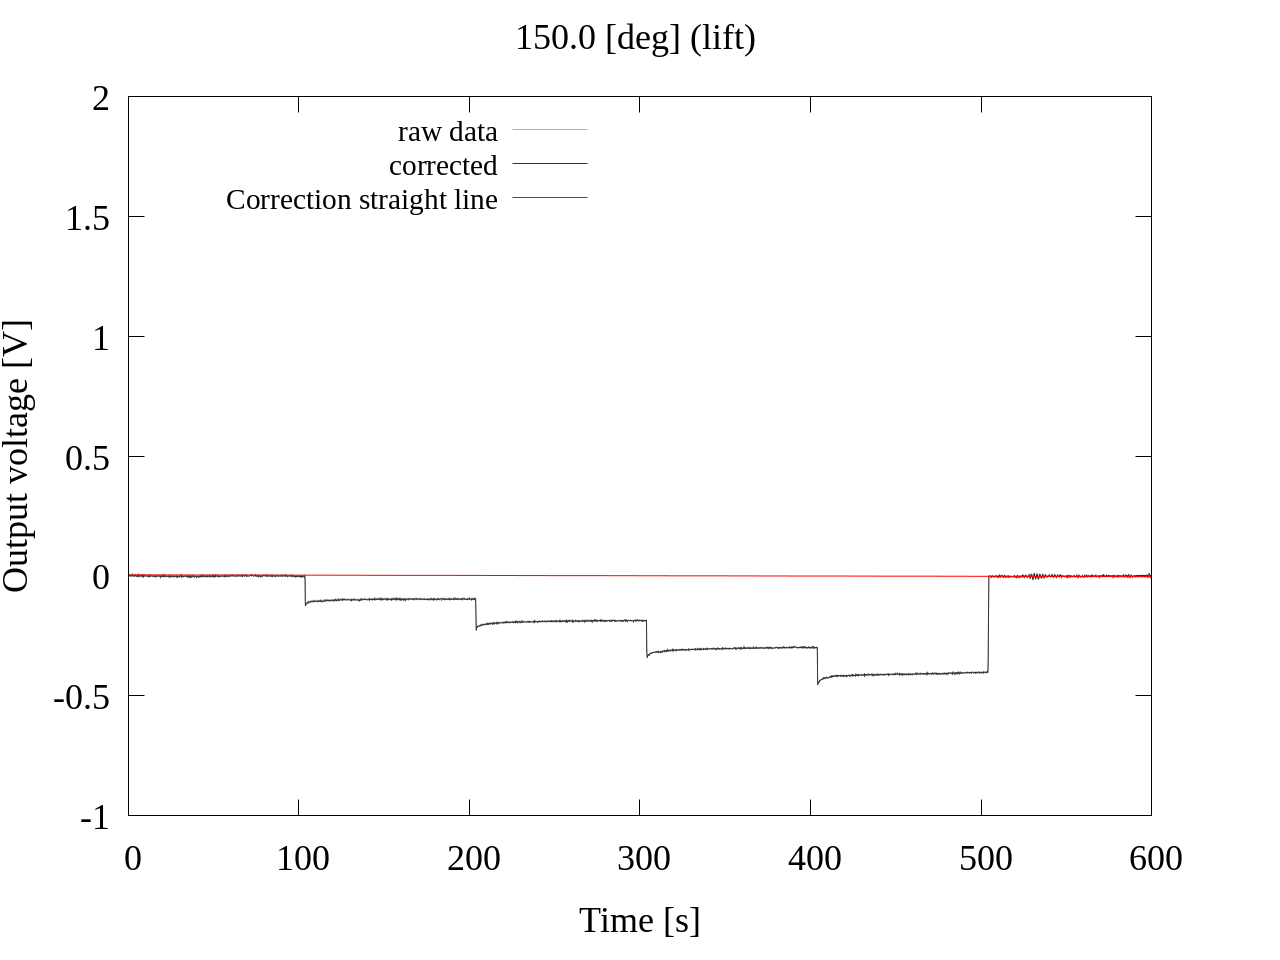 150.0 [deg] (lift)
raw data
corrected
Correction straight line
2
1.5
1
0.5
0
-0.5
-1
Output voltage [V]
0 100 200 300 400 500 600
Time [s]